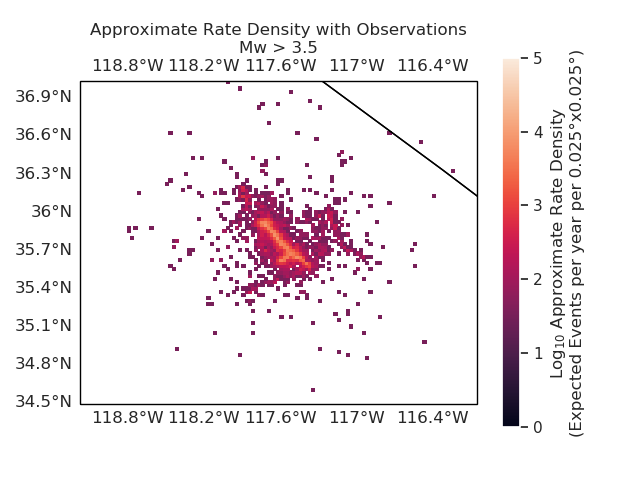 Approximate Rate Density with Observations
Mw > 3.5
118.8°W 118.2°W 117.6°W 117°W 116.4°W
36.9°N
36.6°N
36.3°N
36°N
35.7°N
35.4°N
35.1°N
34.8°N
34.5°N
118.8°W 118.2°W 117.6°W 117°W 116.4°W
5
4
3
2
1
0
Log₁₀ Approximate Rate Density
(Expected Events per year per 0.025°x0.025°)